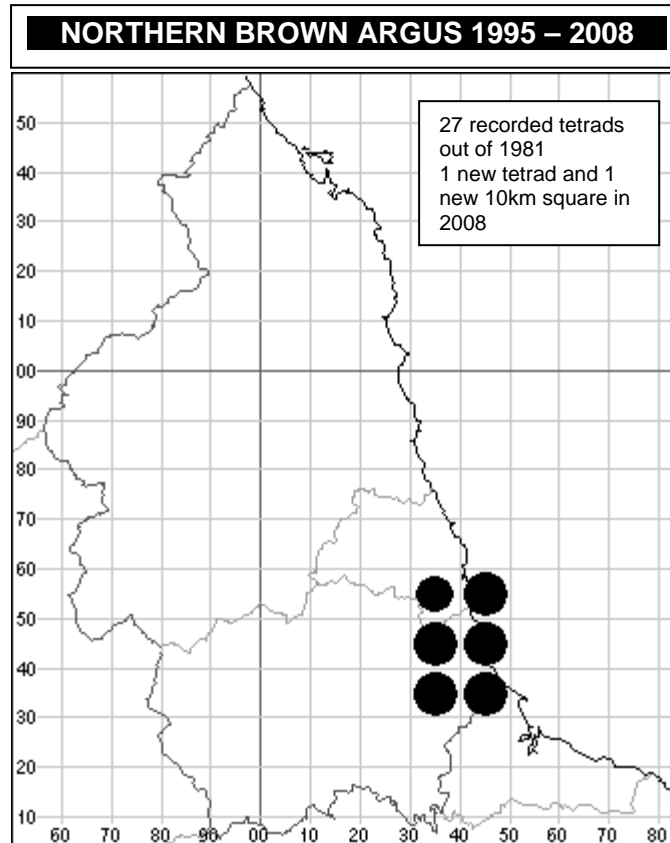 NORTHERN BROWN ARGUS 1995 – 2008
27 recorded tetrads
out of 1981
1 new tetrad and 1
new 10km square in
2008
50
40
30
20
10
00
90
80
70
60
50
40
30
20
10
60 70 80 90 00 10 20 30 40 50 60 70 80